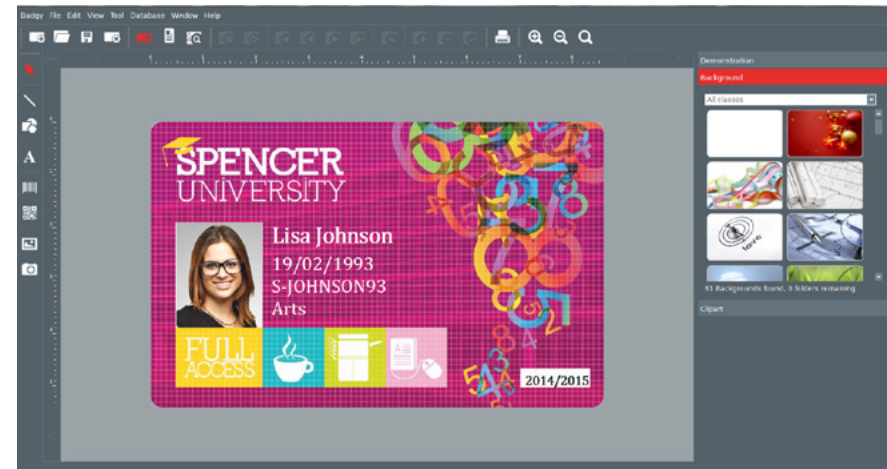 Badgy File Edit View Tool Database Window Help
Demonstration
Background
All classes
SPENCER
UNIVERSITY
Lisa Johnson
19/02/1993
S-JOHNSON93
Arts
FULL
ACCESS
A
2014/2015
love
61 Backgrounds found, 0 folders remaining
Clipart